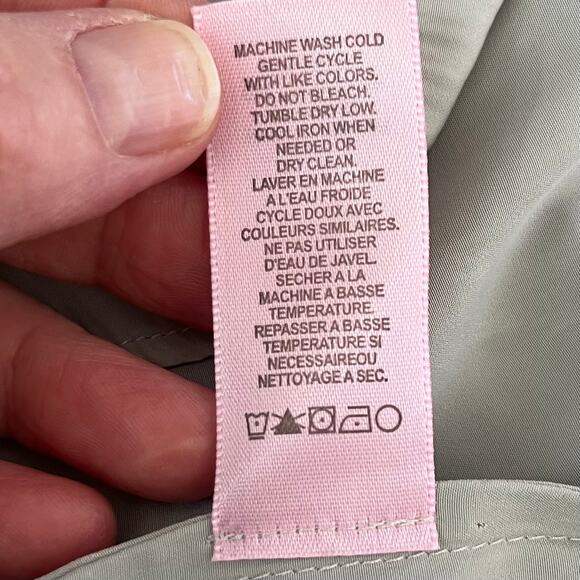 MACHINE WASH COLD
GENTLE CYCLE
WITH LIKE COLORS.
DO NOT BLEACH.
TUMBLE DRY LOW.
COOL IRON WHEN
NEEDED OR
DRY CLEAN.
LAVER EN MACHINE
A L'EAU FROIDE
CYCLE DOUX AVEC
COULEURS SIMILAIRES.
NE PAS UTILISER
D'EAU DE JAVEL.
SECHER A LA
MACHINE A BASSE
TEMPERATURE.
REPASSER A BASSE
TEMPERATURE SI
NECESSAIREOU
NETTOYAGE A SEC.